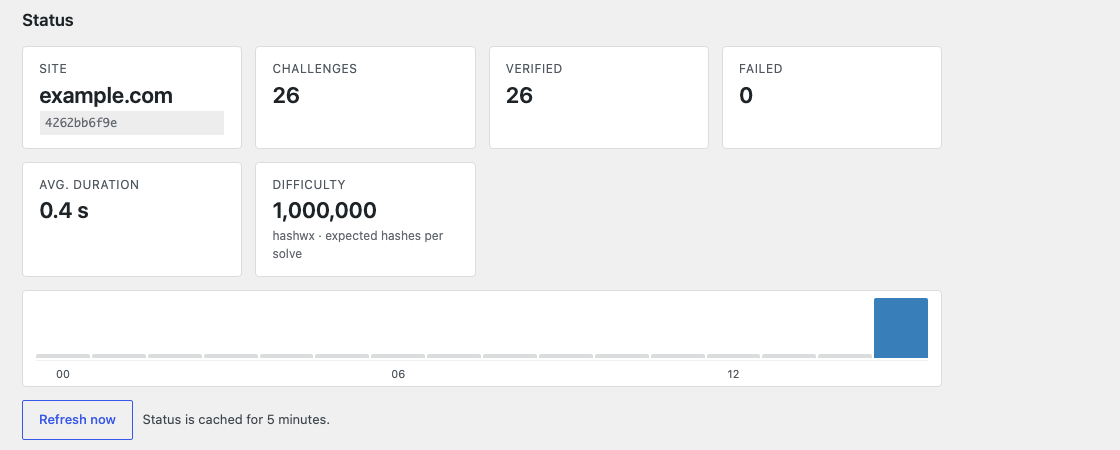 Status
SITE
example.com
4262bb6f9e
CHALLENGES
26
VERIFIED
26
FAILED
0
AVG. DURATION
0.4 s
DIFFICULTY
1,000,000
hashwx · expected hashes per
solve
00
06
12
Refresh now
Status is cached for 5 minutes.